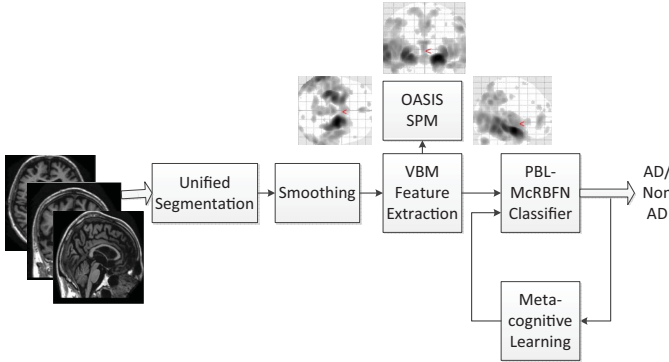 OASIS
SPM
Unified
Segmentation
Smoothing
VBM
Feature
Extraction
PBL-
McRBFN
Classifier
AD/
Non
AD
Meta-
cognitive
Learning